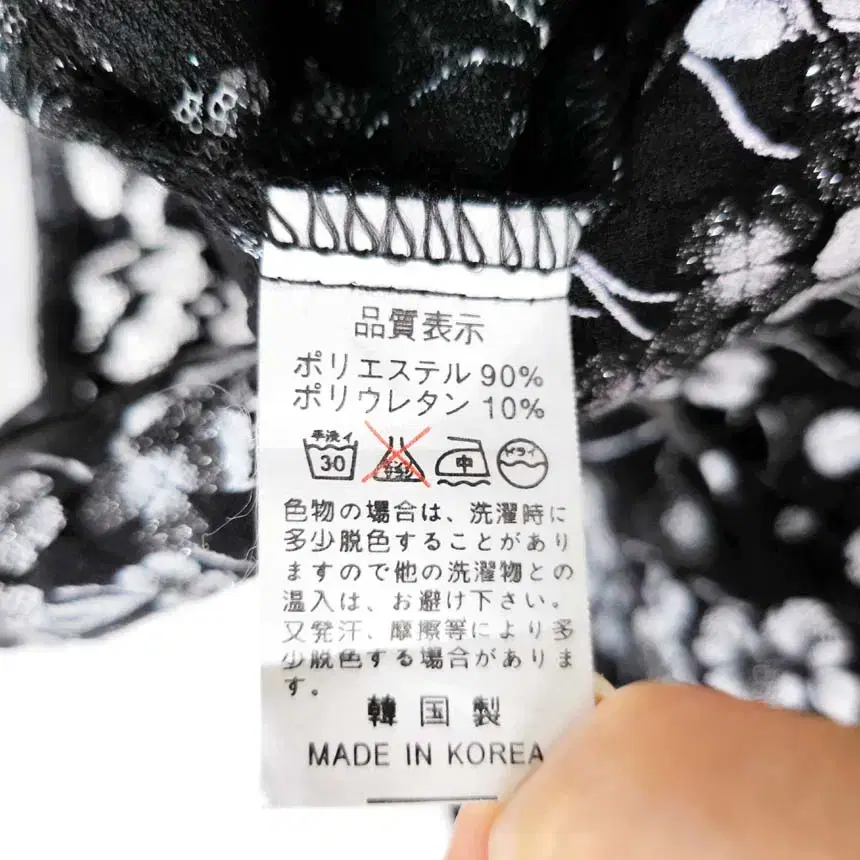 品質表示
ポリエステル 90%
ポリウレタン 10%
手洗イ 30 中 ドライ
色物の場合は、洗濯時に
多少脱色することがあり
ますので他の洗濯物との
温入は、お避け下さい。
又発汗、摩擦等により多
少脱色する場合がありま
す。
韓国製
MADE IN KOREA